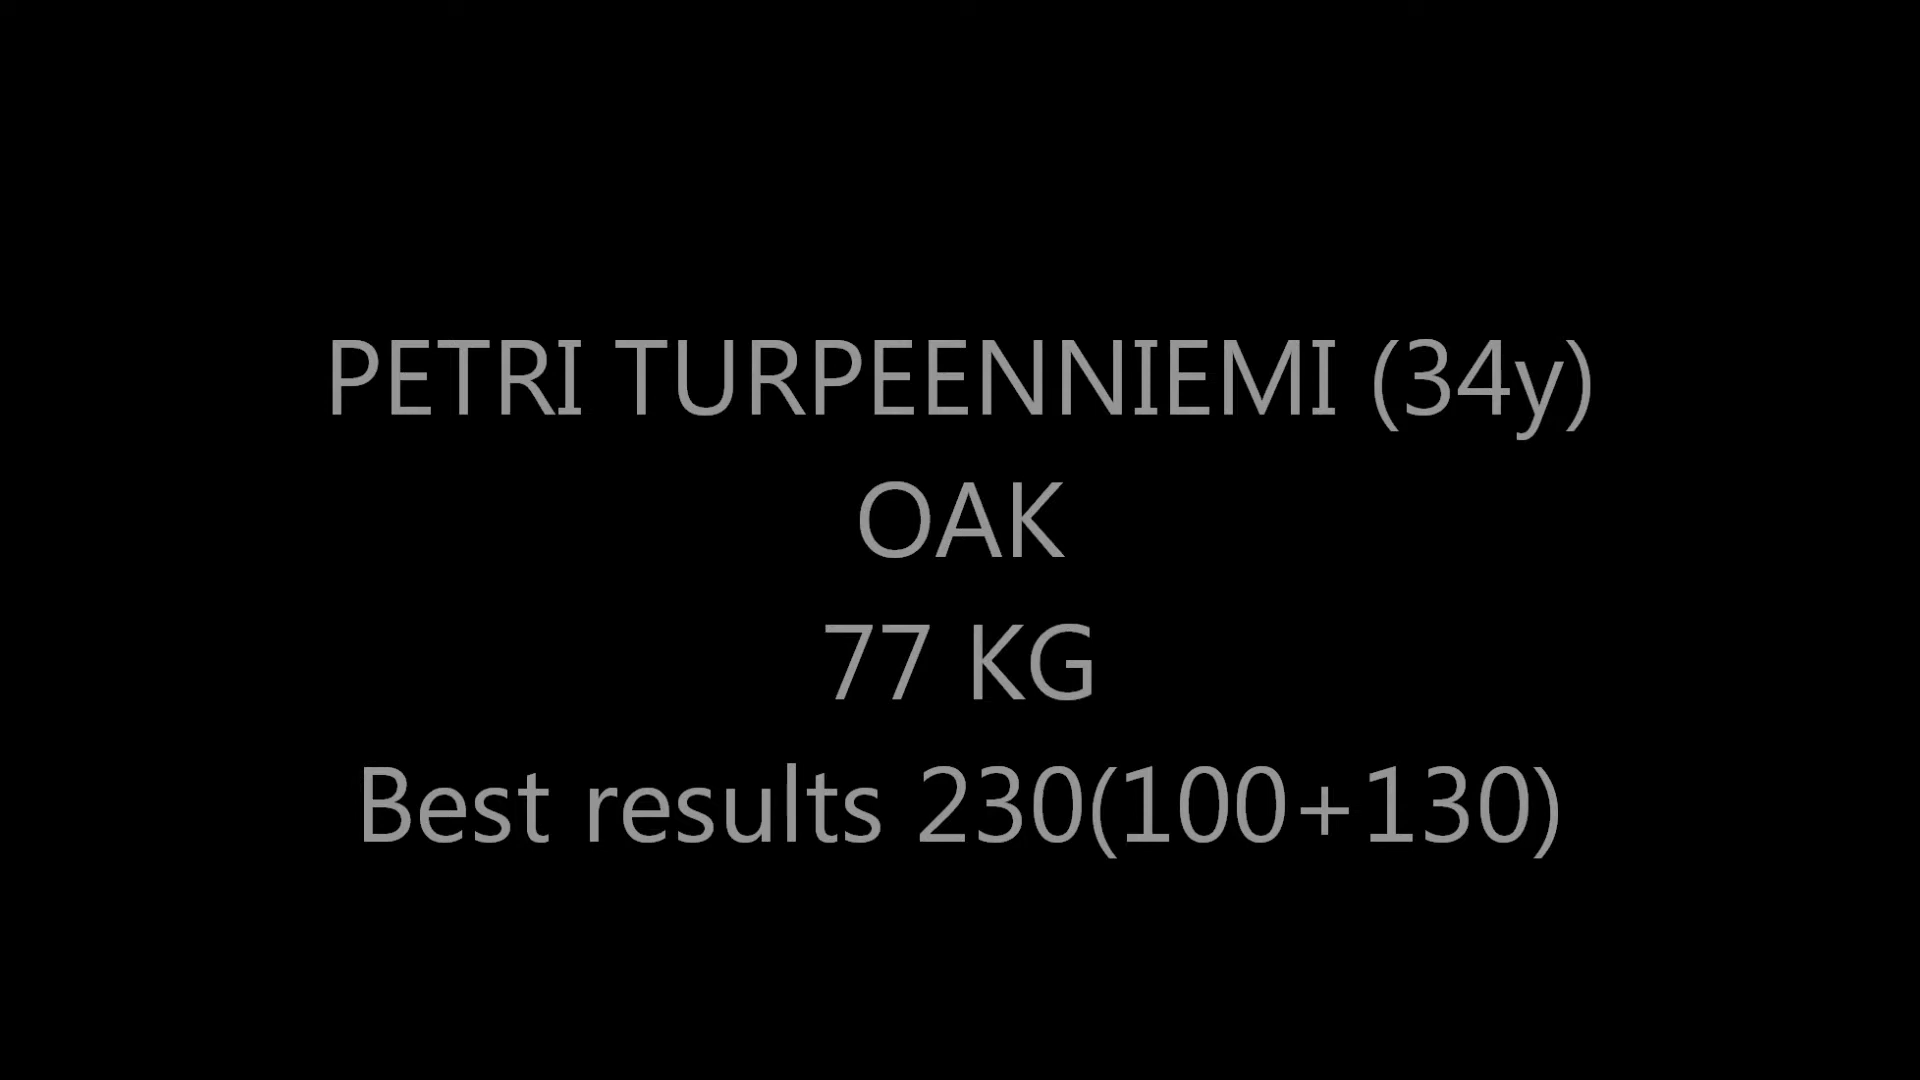 PETRI TURPEENNIEMI (34y)
OAK
77 KG
Best results 230(100+130)